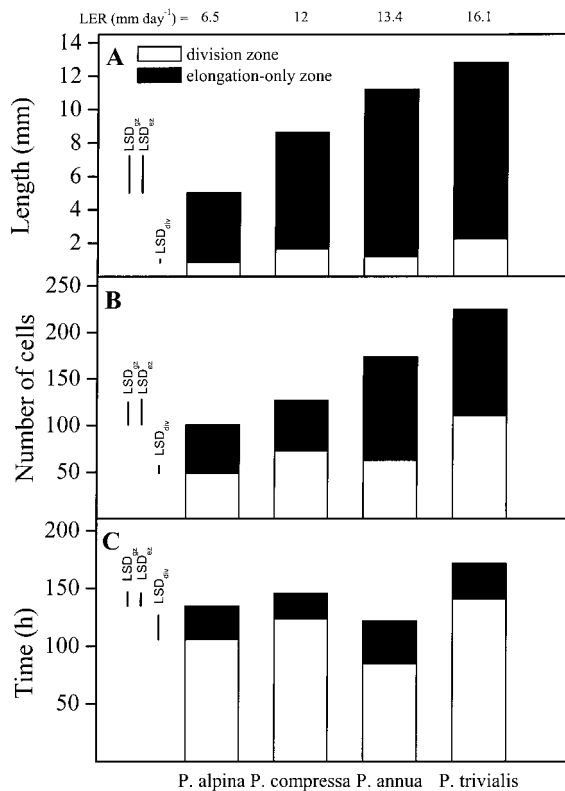 LER (mm day⁻¹) = 6.5 12 13.4 16.1
A
division zone
elongation-only zone
Length (mm)
14
12
10
8
6
4
2
LSDgz
LSDez
LSDdiv
B
Number of cells
250
200
150
100
50
LSDgz
LSDez
LSDdiv
C
Time (h)
200
150
100
50
LSDgz
LSDez
LSDdiv
P. alpina P. compressa P. annua P. trivialis